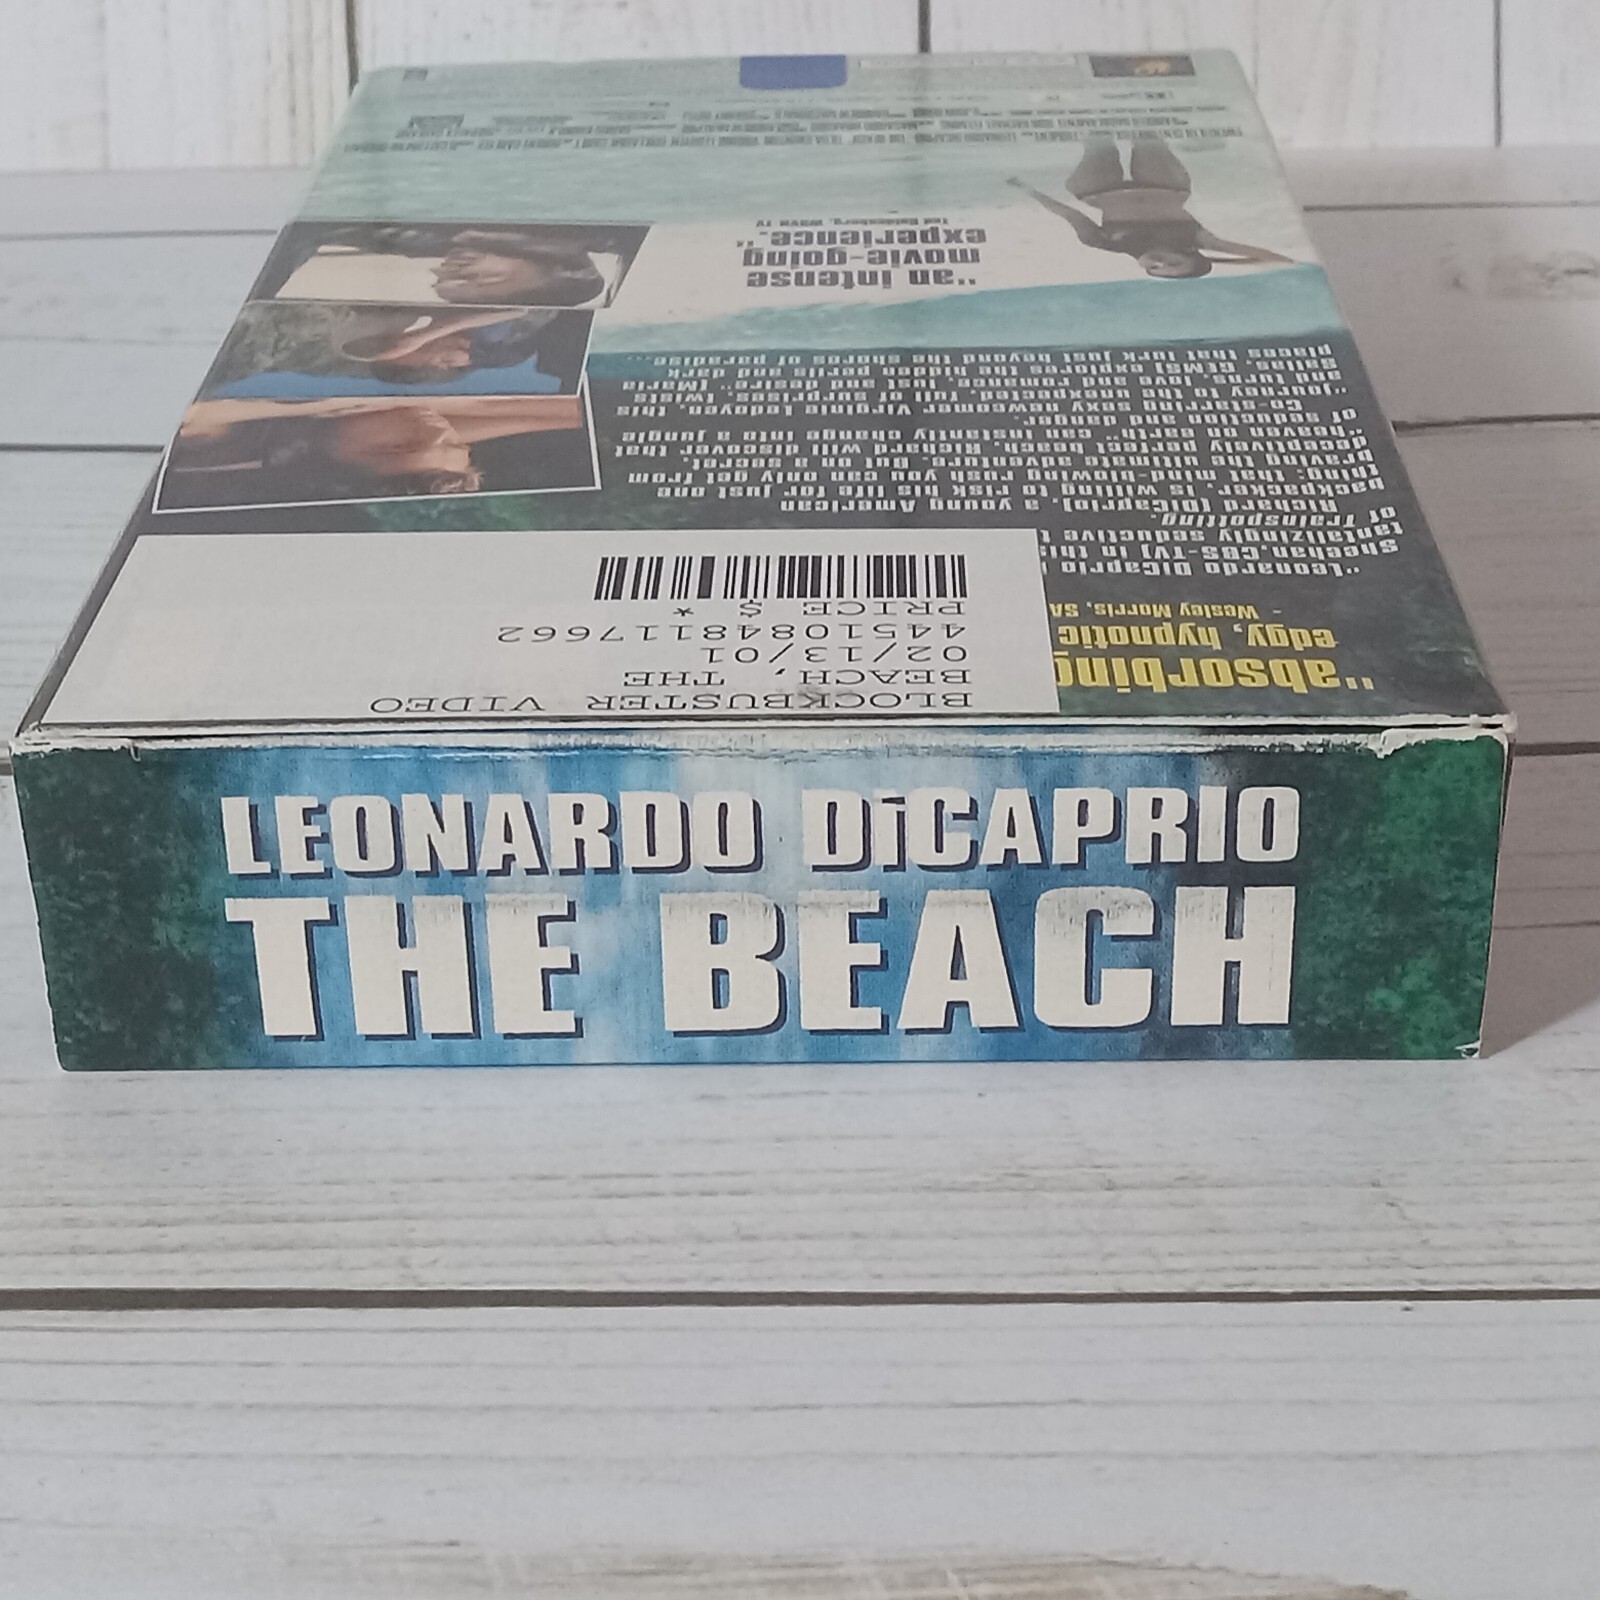 LEONARDO DiCAPRIO
THE BEACH
BLOCKBUSTER VIDEO
BEACH, THE
02/13/01
44510848117662
PRICE $ *
"absorbing
edgy, hypnotic
- Wesley Morris, SA
"Leonardo DiCaprio
Sheehan, CBS-TV) in this
tantalizingly seductive t
of Trainspotting.
Richard (DiCaprio), a young American
backpacker, is willing to risk his life for just one
thing: that mind-blowing rush you can only get from
braving the ultimate adventure. But on a secret,
deceptively perfect beach, Richard will discover that
"heaven on earth" can instantly change into a jungle
of seduction and danger.
Co-starring sexy newcomer Virginie Ledoyen, this
"journey to the unexpected, full of surprises, twists
and turns, love and romance, lust and desire" (Maria
Salas, GEMS) explores the hidden perils and dark
places that lurk just beyond the shores of paradise...
"an intense
movie-going
experience."
- Ted Goldenberg, WBVM TV